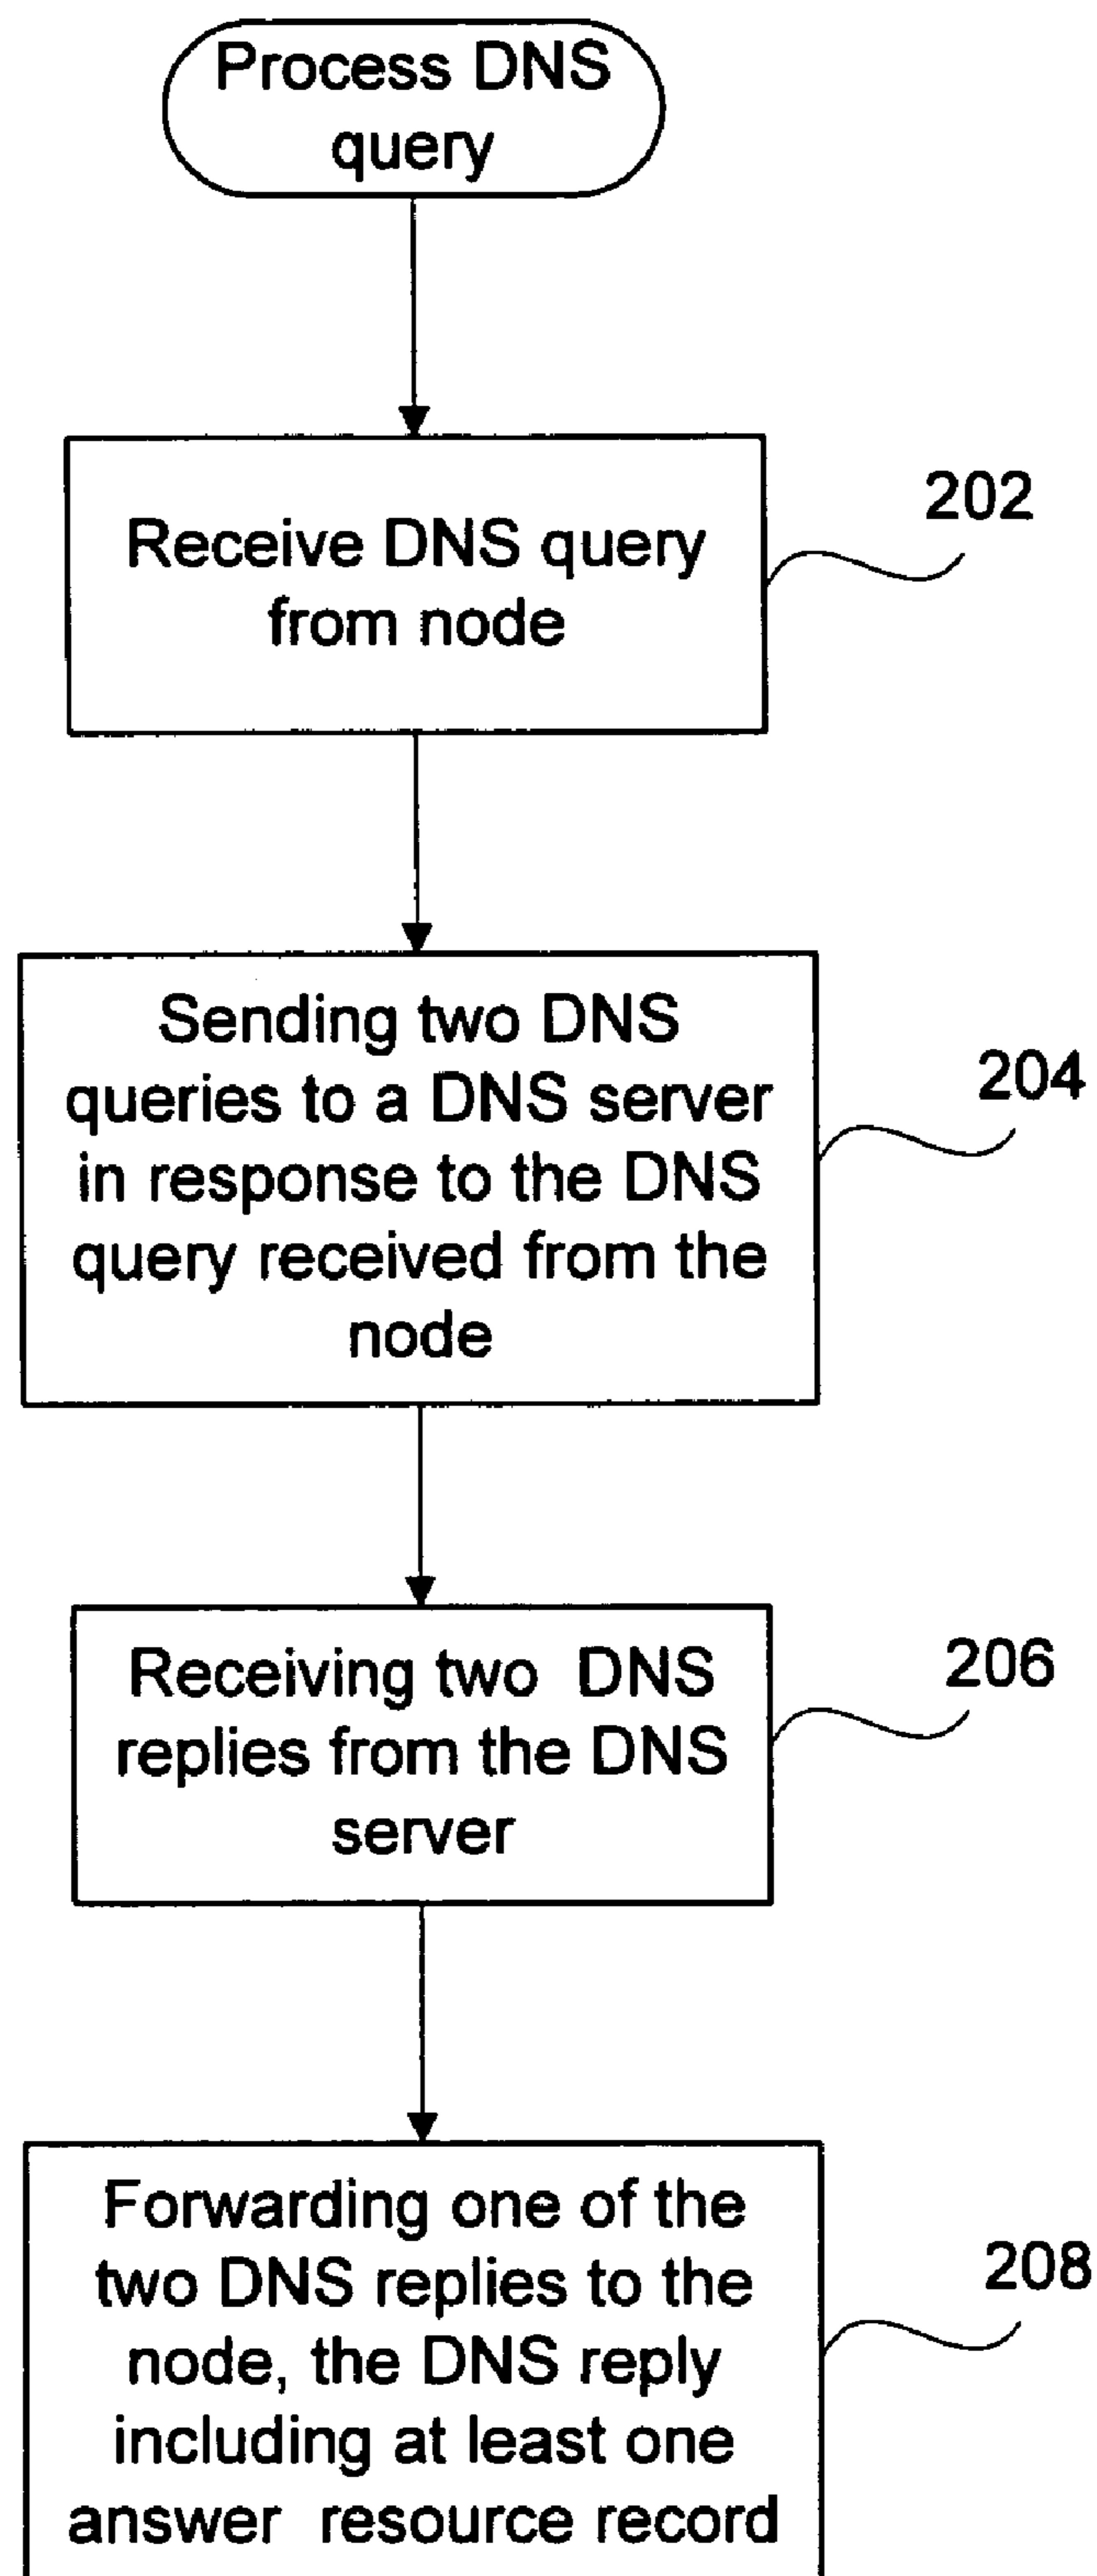 Process DNS
query
202
Receive DNS query
from node
204
Sending two DNS
queries to a DNS server
in response to the DNS
query received from the
node
206
Receiving two DNS
replies from the DNS
server
208
Forwarding one of the
two DNS replies to the
node, the DNS reply
including at least one
answer resource record